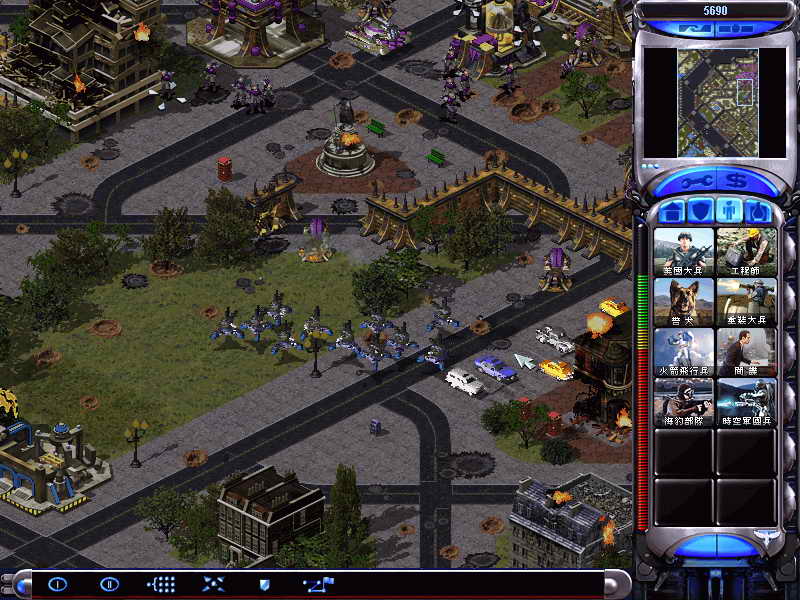 5690
美國大兵
工程師
警犬
重裝大兵
火箭飛行兵
間諜
海豹部隊
時空軍團兵